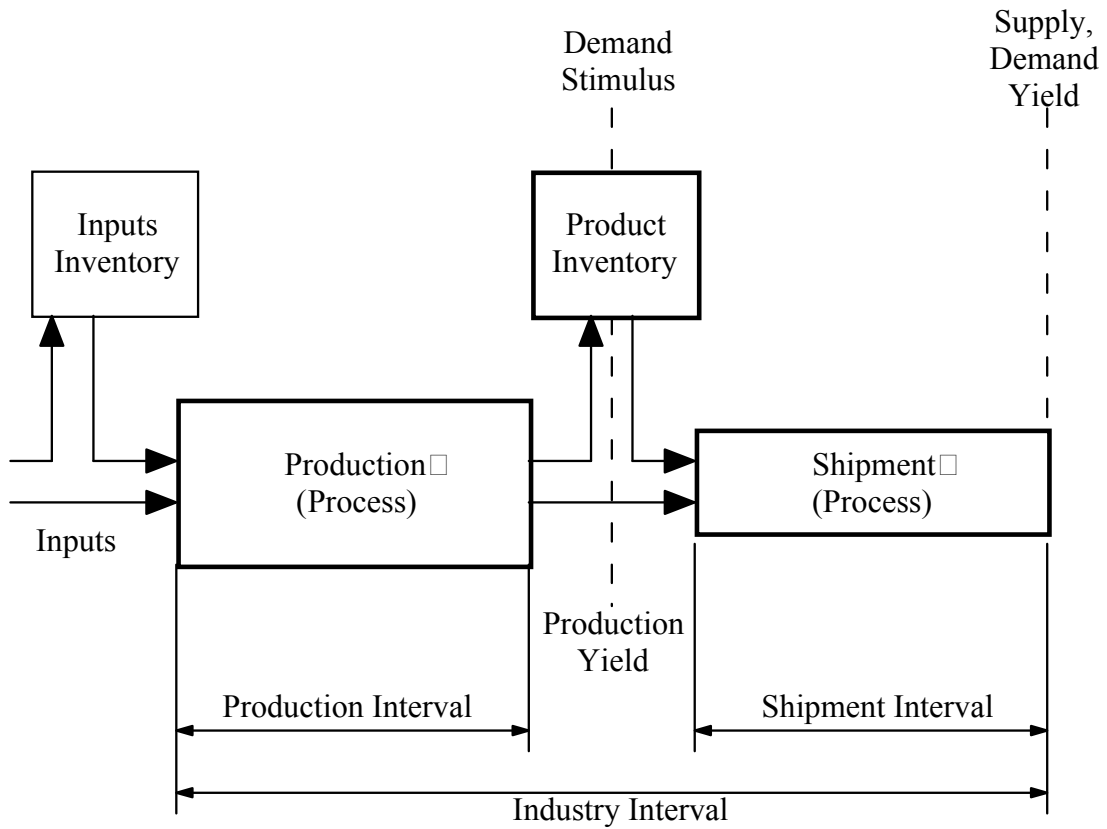 Supply,
Demand
Yield
Demand
Stimulus
Inputs
Inventory
Product
Inventory
Production□
(Process)
Shipment□
(Process)
Inputs
Production
Yield
Production Interval
Shipment Interval
Industry Interval